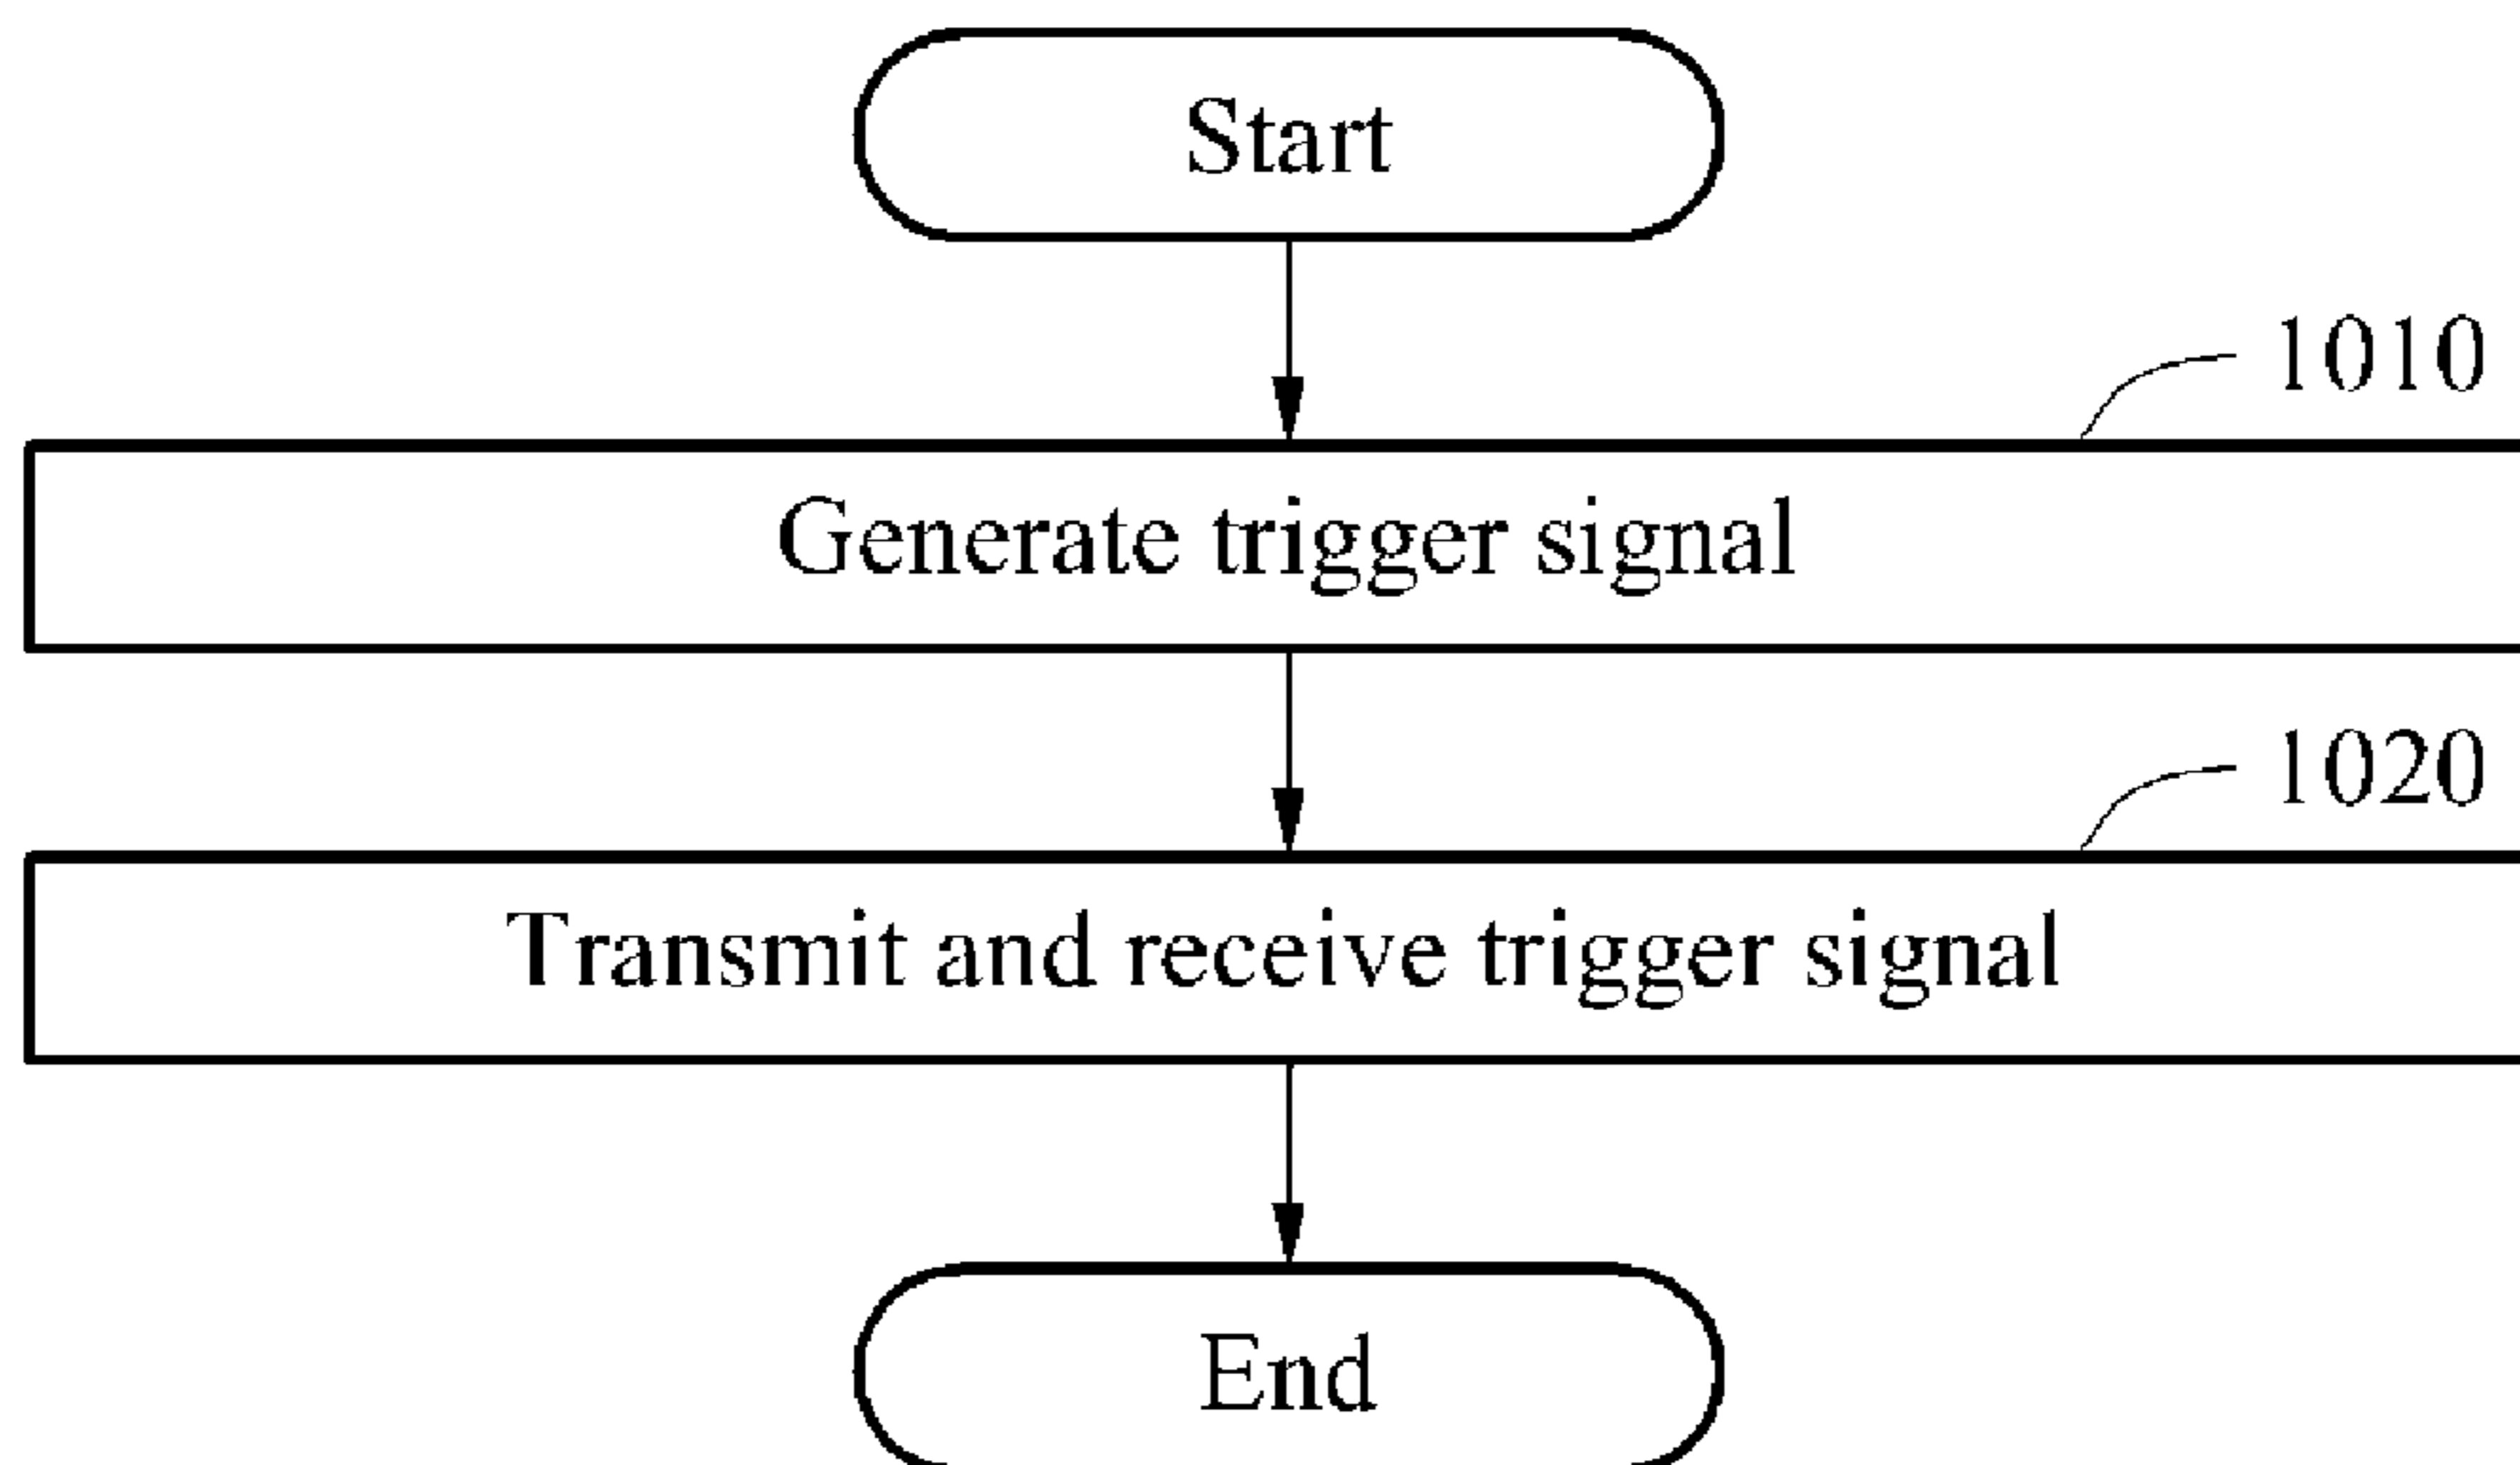 Start
1010
Generate trigger signal
1020
Transmit and receive trigger signal
End